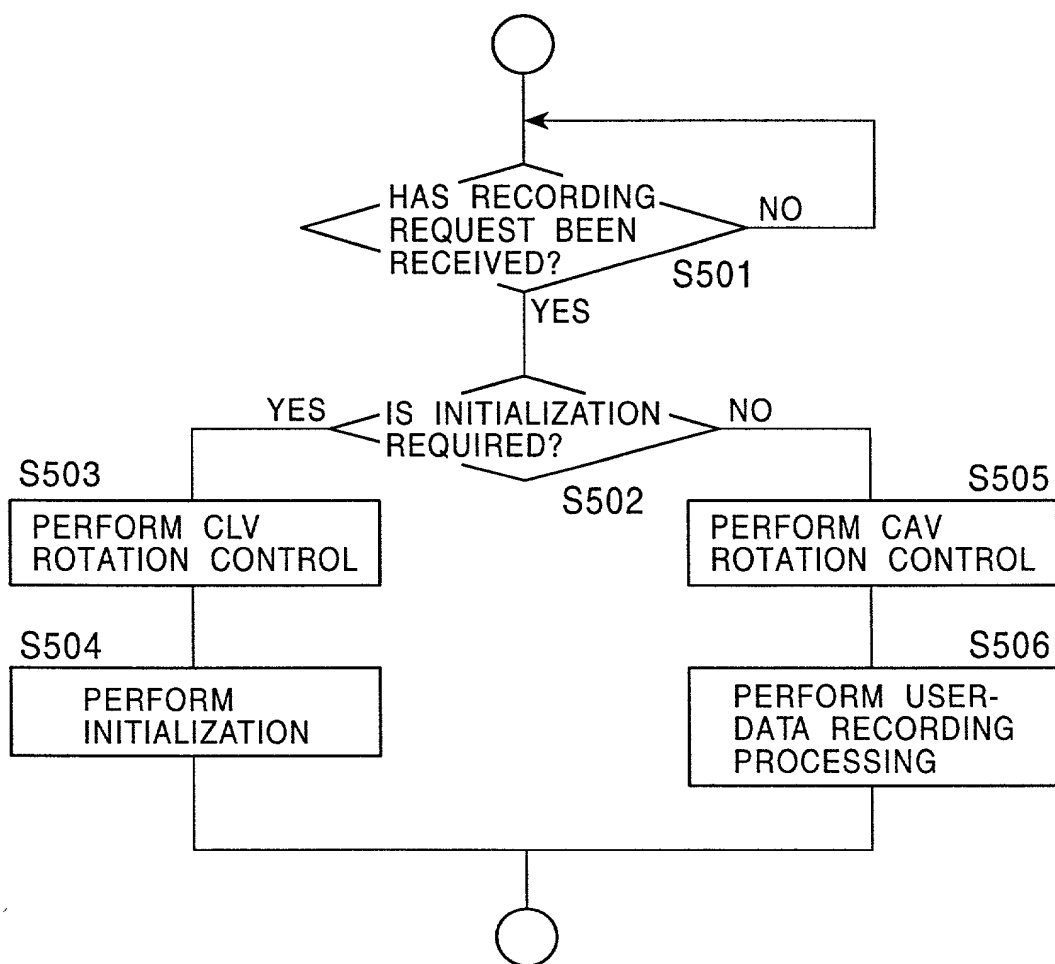 HAS RECORDING
REQUEST BEEN
RECEIVED?
NO
S501
YES
YES
IS INITIALIZATION
REQUIRED?
NO
S502
S503
PERFORM CLV
ROTATION CONTROL
S505
PERFORM CAV
ROTATION CONTROL
S504
PERFORM
INITIALIZATION
S506
PERFORM USER-
DATA RECORDING
PROCESSING